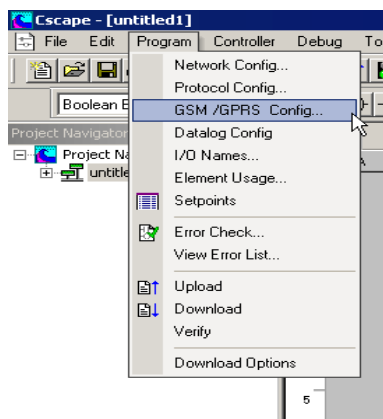 Cscape - [untitled1]
File Edit Program Controller Debug To
Boolean E
Network Config...
Protocol Config...
GSM /GPRS Config...
Project Navigator
Datalog Config
Project Na
I/O Names...
untitle
Element Usage...
Setpoints
Error Check...
View Error List...
Upload
Download
Verify
Download Options
5